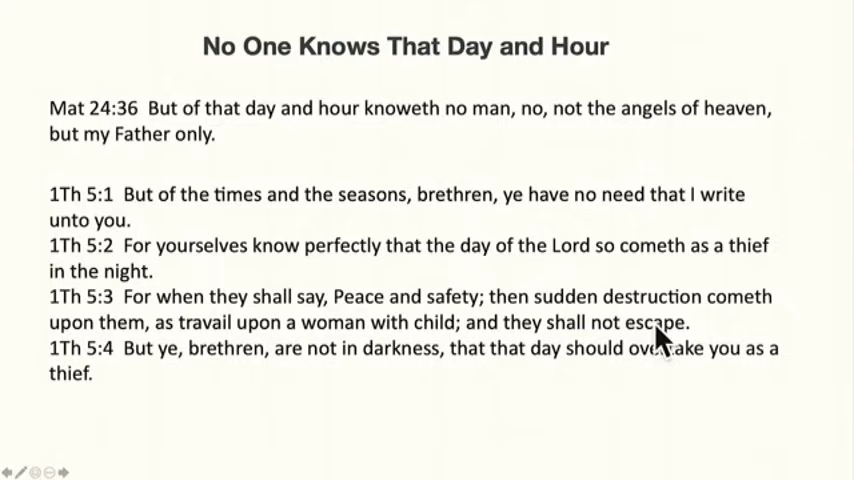 No One Knows That Day and Hour
Mat 24:36 But of that day and hour knoweth no man, no, not the angels of heaven,
but my Father only.
1Th 5:1 But of the times and the seasons, brethren, ye have no need that I write
unto you.
1Th 5:2 For yourselves know perfectly that the day of the Lord so cometh as a thief
in the night.
1Th 5:3 For when they shall say, Peace and safety; then sudden destruction cometh
upon them, as travail upon a woman with child; and they shall not escape.
1Th 5:4 But ye, brethren, are not in darkness, that that day should overtake you as a
thief.